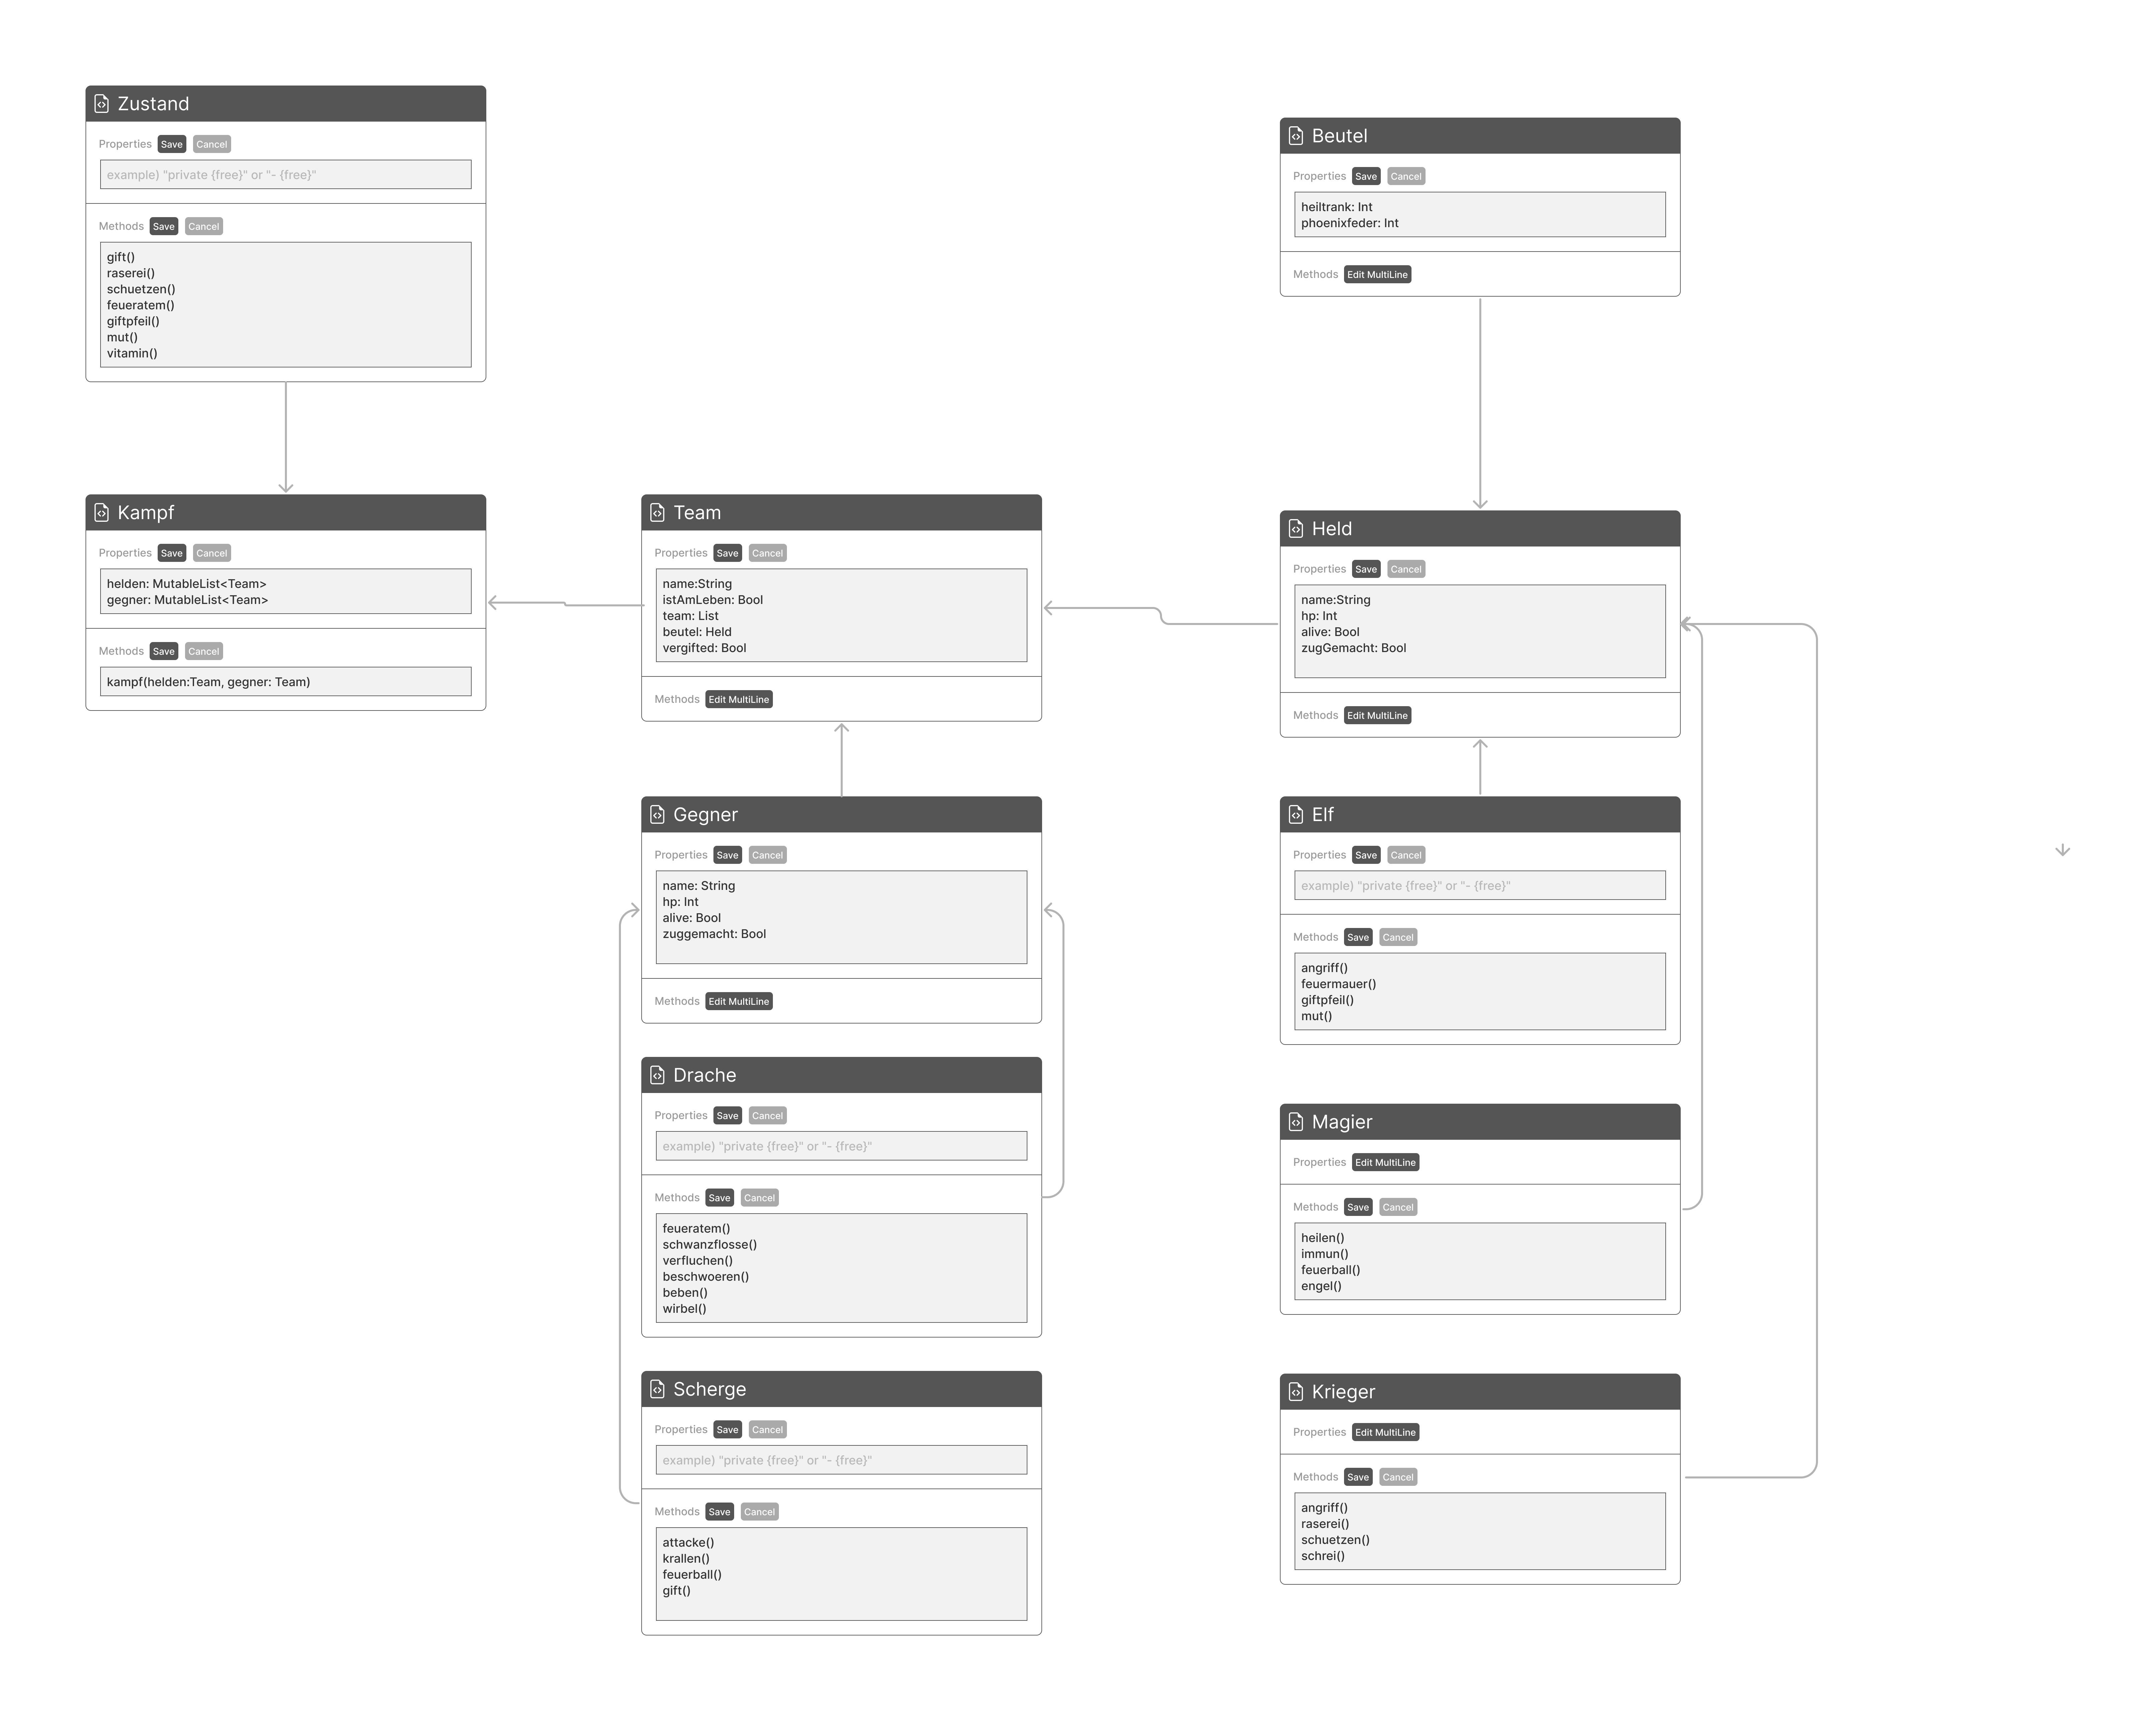 Zustand
Properties Save Cancel
example) "private {free}" or "- {free}"
Methods Save Cancel
gift()
raserei()
schuetzen()
feueratem()
giftpfeil()
mut()
vitamin()
Beutel
Properties Save Cancel
heiltrank: Int
phoenixfeder: Int
Methods Edit MultiLine
Kampf
Properties Save Cancel
helden: MutableList<Team>
gegner: MutableList<Team>
Methods Save Cancel
kampf(helden:Team, gegner: Team)
Team
Properties Save Cancel
name:String
istAmLeben: Bool
team: List
beutel: Held
vergifted: Bool
Methods Edit MultiLine
Held
Properties Save Cancel
name:String
hp: Int
alive: Bool
zugGemacht: Bool
Methods Edit MultiLine
Gegner
Properties Save Cancel
name: String
hp: Int
alive: Bool
zuggemacht: Bool
Methods Edit MultiLine
Elf
Properties Save Cancel
example) "private {free}" or "- {free}"
Methods Save Cancel
angriff()
feuermauer()
giftpfeil()
mut()
Drache
Properties Save Cancel
example) "private {free}" or "- {free}"
Methods Save Cancel
feueratem()
schwanzflosse()
verfluchen()
beschwoeren()
beben()
wirbel()
Magier
Properties Edit MultiLine
Methods Save Cancel
heilen()
immun()
feuerball()
engel()
Scherge
Properties Save Cancel
example) "private {free}" or "- {free}"
Methods Save Cancel
attacke()
krallen()
feuerball()
gift()
Krieger
Properties Edit MultiLine
Methods Save Cancel
angriff()
raserei()
schuetzen()
schrei()